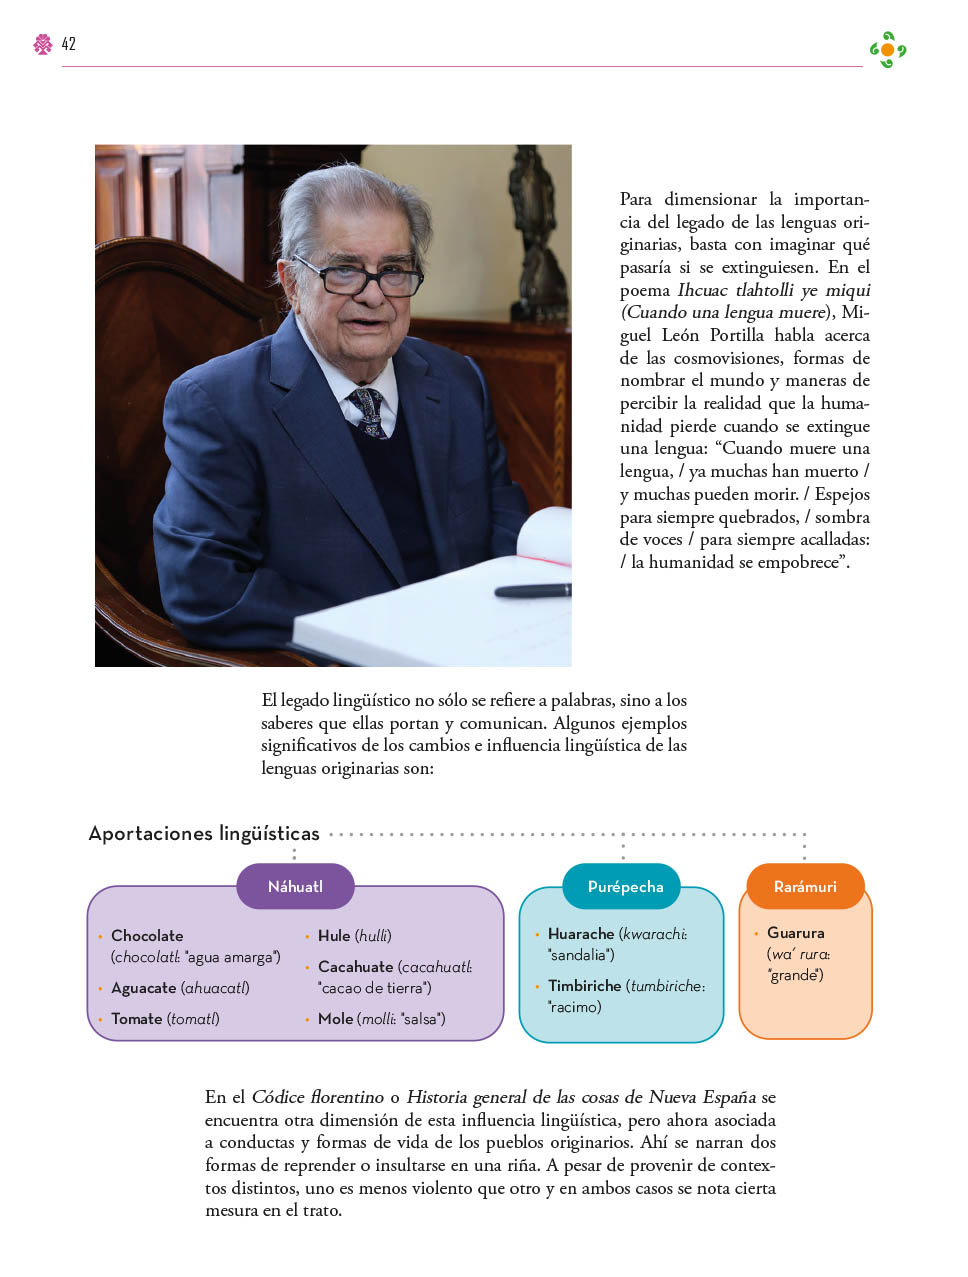 42
Para dimensionar la importan-
cia del legado de las lenguas ori-
ginarias, basta con imaginar qué
pasaría si se extinguiesen. En el
poema Ihcuac tlahtolli ye miqui
(Cuando una lengua muere), Mi-
guel León Portilla habla acerca
de las cosmovisiones, formas de
nombrar el mundo y maneras de
percibir la realidad que la huma-
nidad pierde cuando se extingue
una lengua: “Cuando muere una
lengua, / ya muchas han muerto /
y muchas pueden morir. / Espejos
para siempre quebrados, / sombra
de voces / para siempre acalladas:
/ la humanidad se empobrece”.
El legado lingüístico no sólo se refiere a palabras, sino a los
saberes que ellas portan y comunican. Algunos ejemplos
significativos de los cambios e influencia lingüística de las
lenguas originarias son:
Aportaciones lingüísticas
Náhuatl
• Chocolate
(chocolatl: "agua amarga")
• Aguacate (ahuacatl)
• Tomate (tomatl)
• Hule (hulli)
• Cacahuate (cacahuatl:
"cacao de tierra")
• Mole (molli: "salsa")
Purépecha
• Huarache (kwarachi:
"sandalia")
• Timbiriche (tumbiriche:
"racimo)
Rarámuri
• Guarura
(wa´ rura:
"grande")
En el Códice florentino o Historia general de las cosas de Nueva España se
encuentra otra dimensión de esta influencia lingüística, pero ahora asociada
a conductas y formas de vida de los pueblos originarios. Ahí se narran dos
formas de reprender o insultarse en una riña. A pesar de provenir de contex-
tos distintos, uno es menos violento que otro y en ambos casos se nota cierta
mesura en el trato.